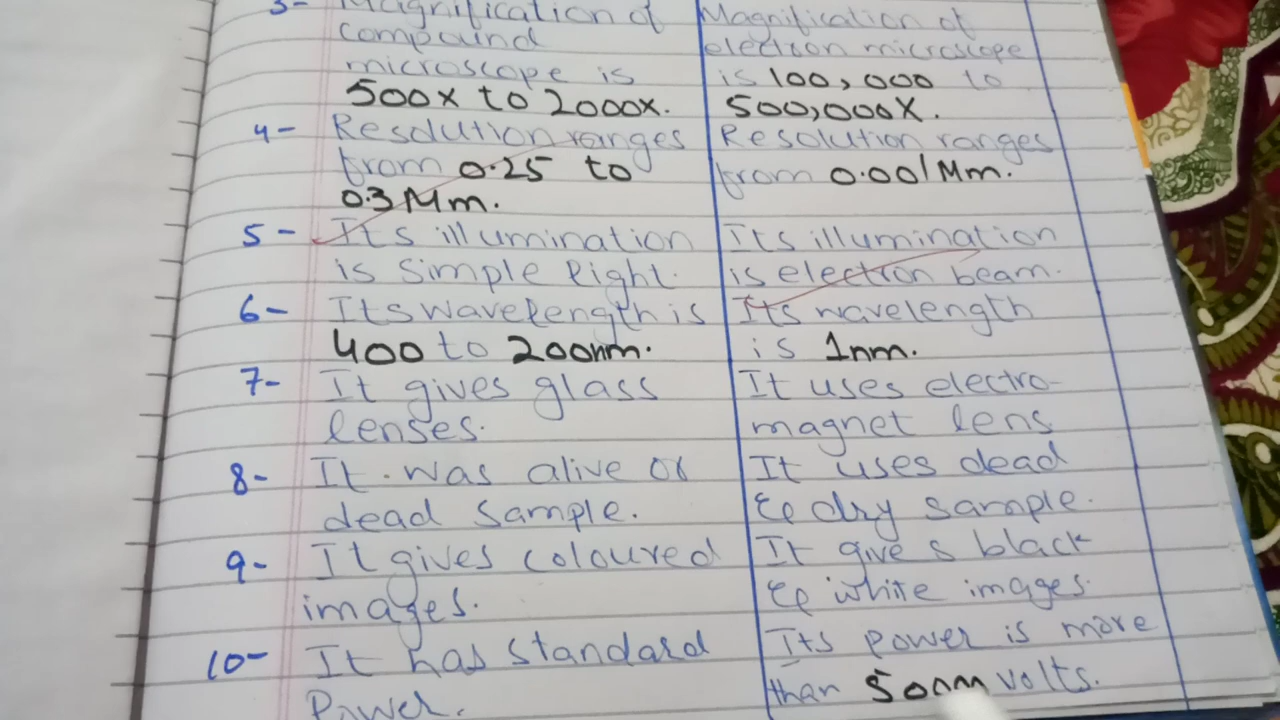 3- Magnification of
compound
microscope is
500x to 2000x.
Magnification of
electron microscope
is 100,000 to
500,000X.
4- Resolution ranges
from 0.25 to
0.3 Mm.
Resolution ranges
from 0.001 Mm.
5- Its illumination
is simple light.
Its illumination
is electron beam.
6- Its wavelength is
400 to 200nm.
Its wavelength
is 1nm.
7- It gives glass
lenses.
It uses electro-
magnet lens
8- It was alive or
dead sample.
It uses dead
& dry sample.
9- It gives coloured
images.
It gives black
& white images.
10- It has standard
Power.
Its power is more
than volts.